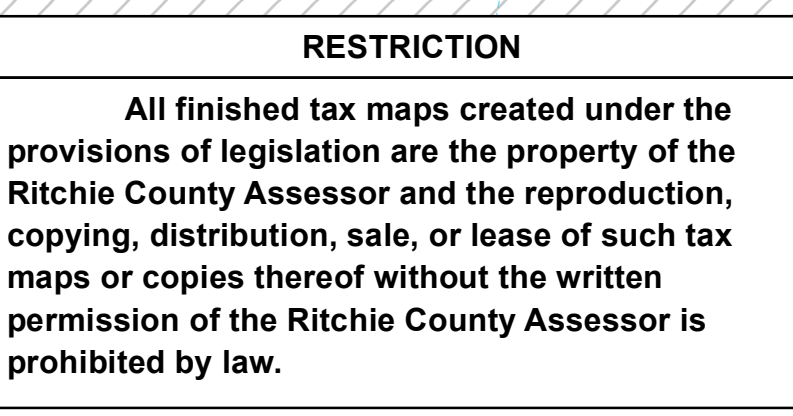 RESTRICTION
All finished tax maps created under the
provisions of legislation are the property of the
Ritchie County Assessor and the reproduction,
copying, distribution, sale, or lease of such tax
maps or copies thereof without the written
permission of the Ritchie County Assessor is
prohibited by law.